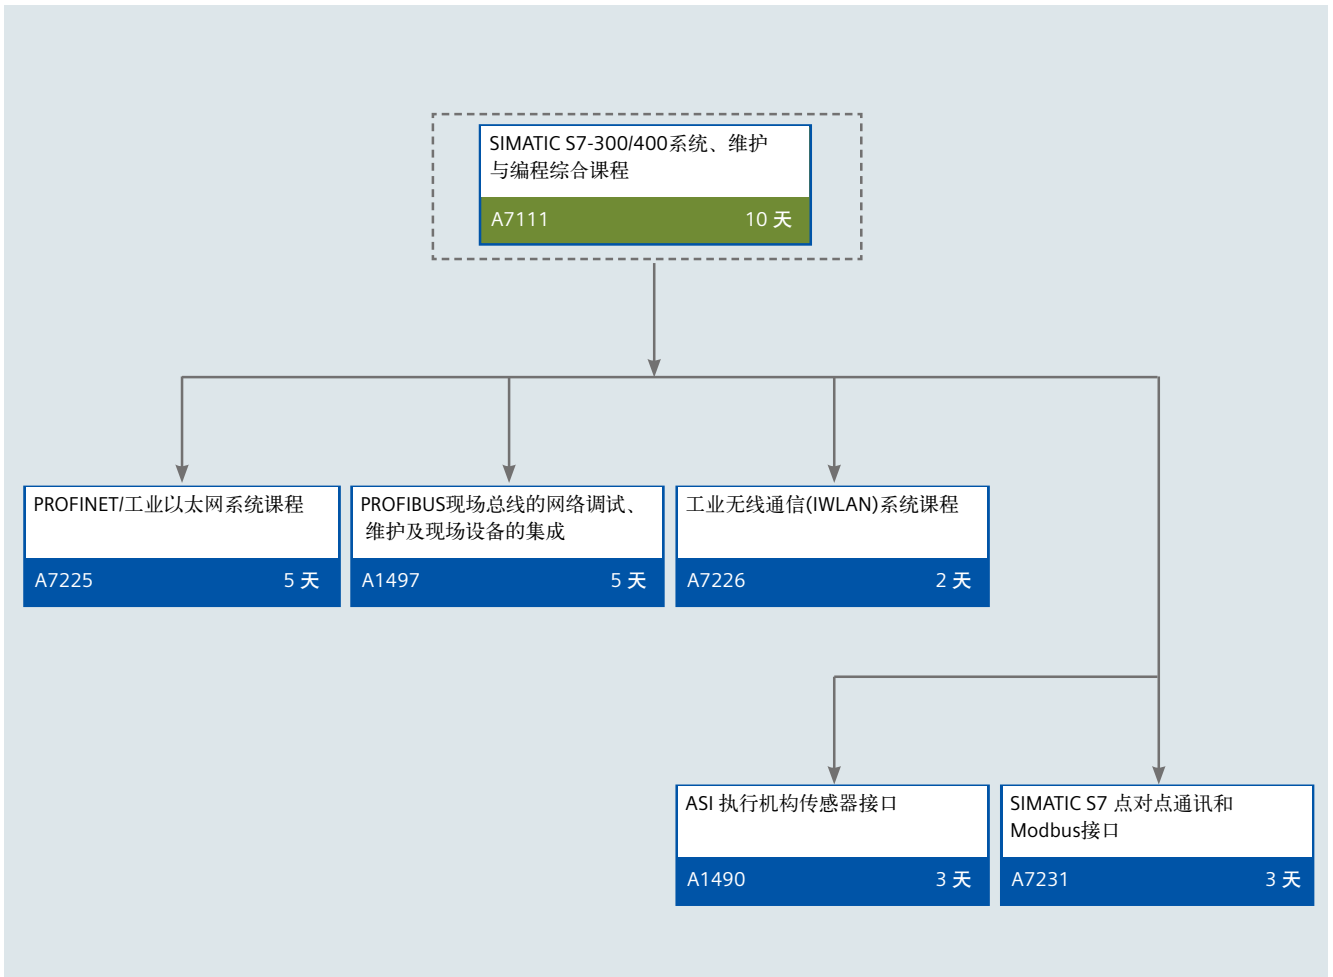 SIMATIC S7-300/400系统、维护
与编程综合课程
A7111 10 天
PROFINET/工业以太网系统课程
A7225 5 天
PROFIBUS现场总线的网络调试、
维护及现场设备的集成
A1497 5 天
工业无线通信(IWLAN)系统课程
A7226 2 天
ASI 执行机构传感器接口
A1490 3 天
SIMATIC S7 点对点通讯和
Modbus接口
A7231 3 天